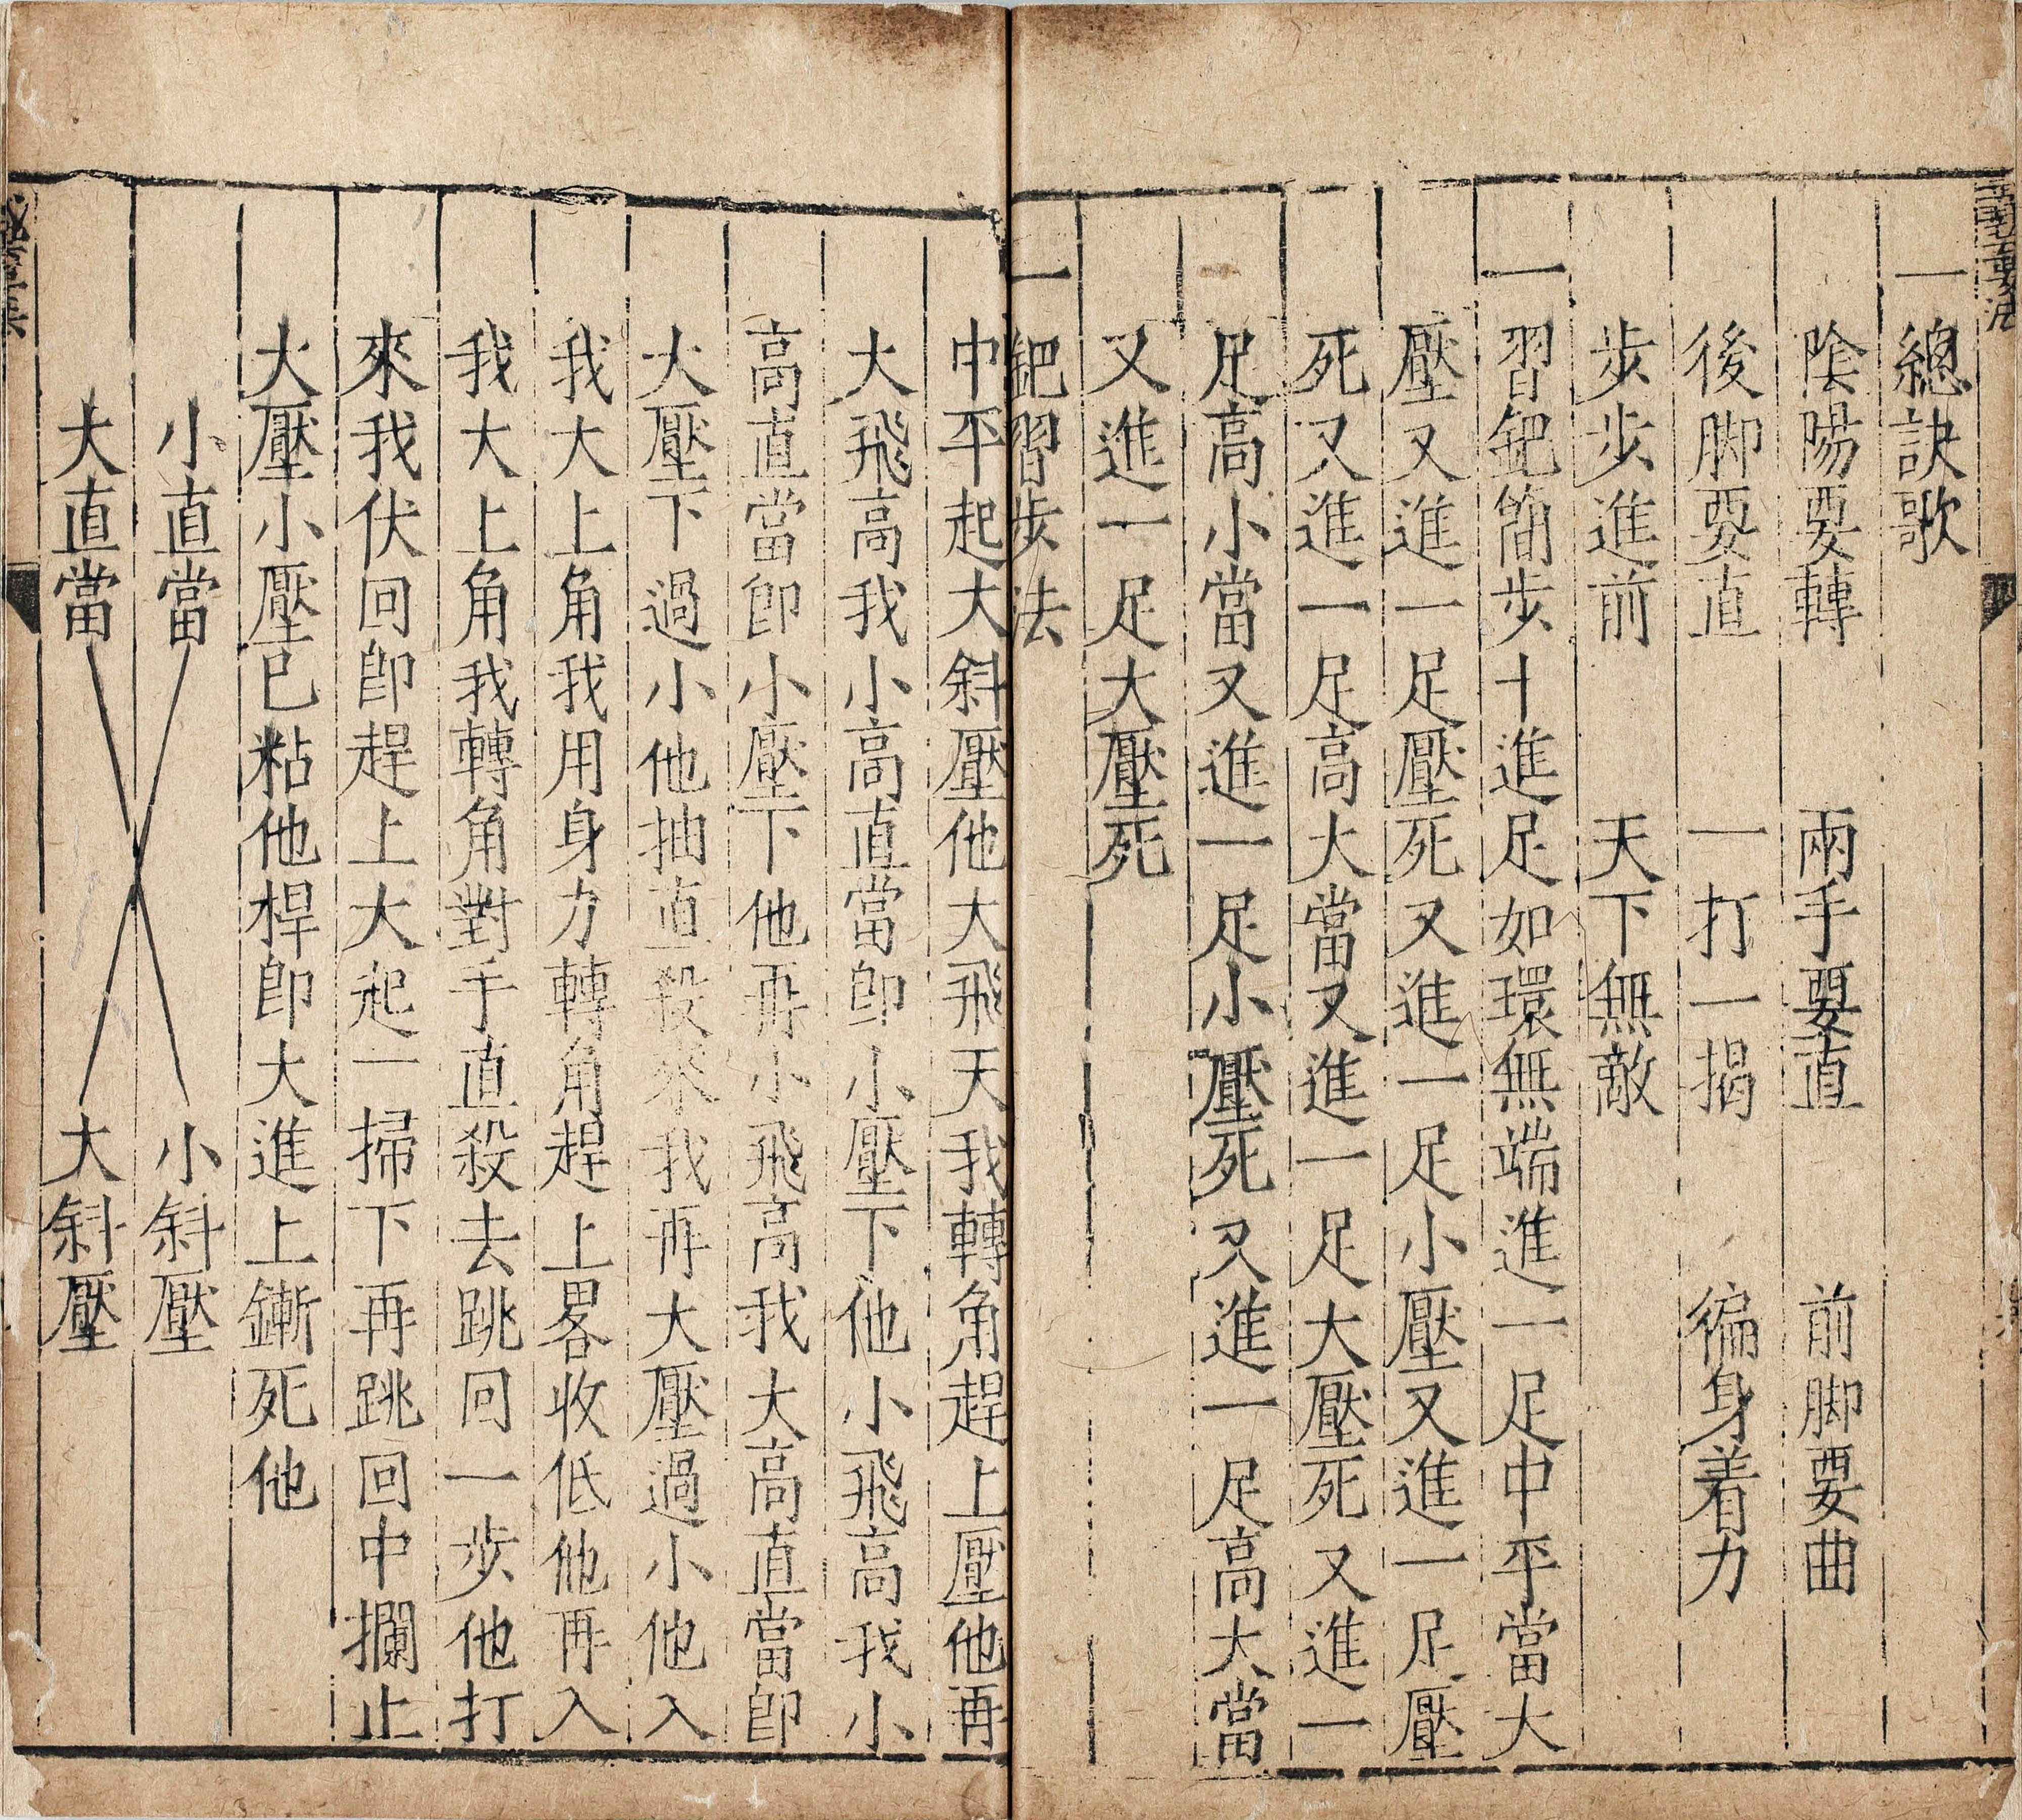 一總訣歌
陰陽要轉 兩手要直 前脚要曲
後脚要直 一打一揭 徧身着力
步步進前 天下無敵
一習鈀簡步十進足如環無端進一足中平當大
壓又進一足壓死又進一足小壓又進一足壓
死又進一足高大當又進一足大壓死又進一
足高小當又進一足小壓死又進一足高大當
又進一足大壓死
一鈀習步法
中平起大斜壓他大飛天我轉角趕上壓他再
大飛高我小高直當卽小壓下他小飛高我小
高直當卽小壓下他再小飛高我大高直當卽
大壓下過小他抽直殺來我再大壓過小他入
我大上角我用身力轉角趕上畧收低他再入
我大上角我轉角對手直殺去跳回一步他打
來我伏回卽趕上大起一掃下再跳回中攔止
大壓小壓已粘他桿卽大進上鏨死他
小直當 小斜壓
大直當 大斜壓